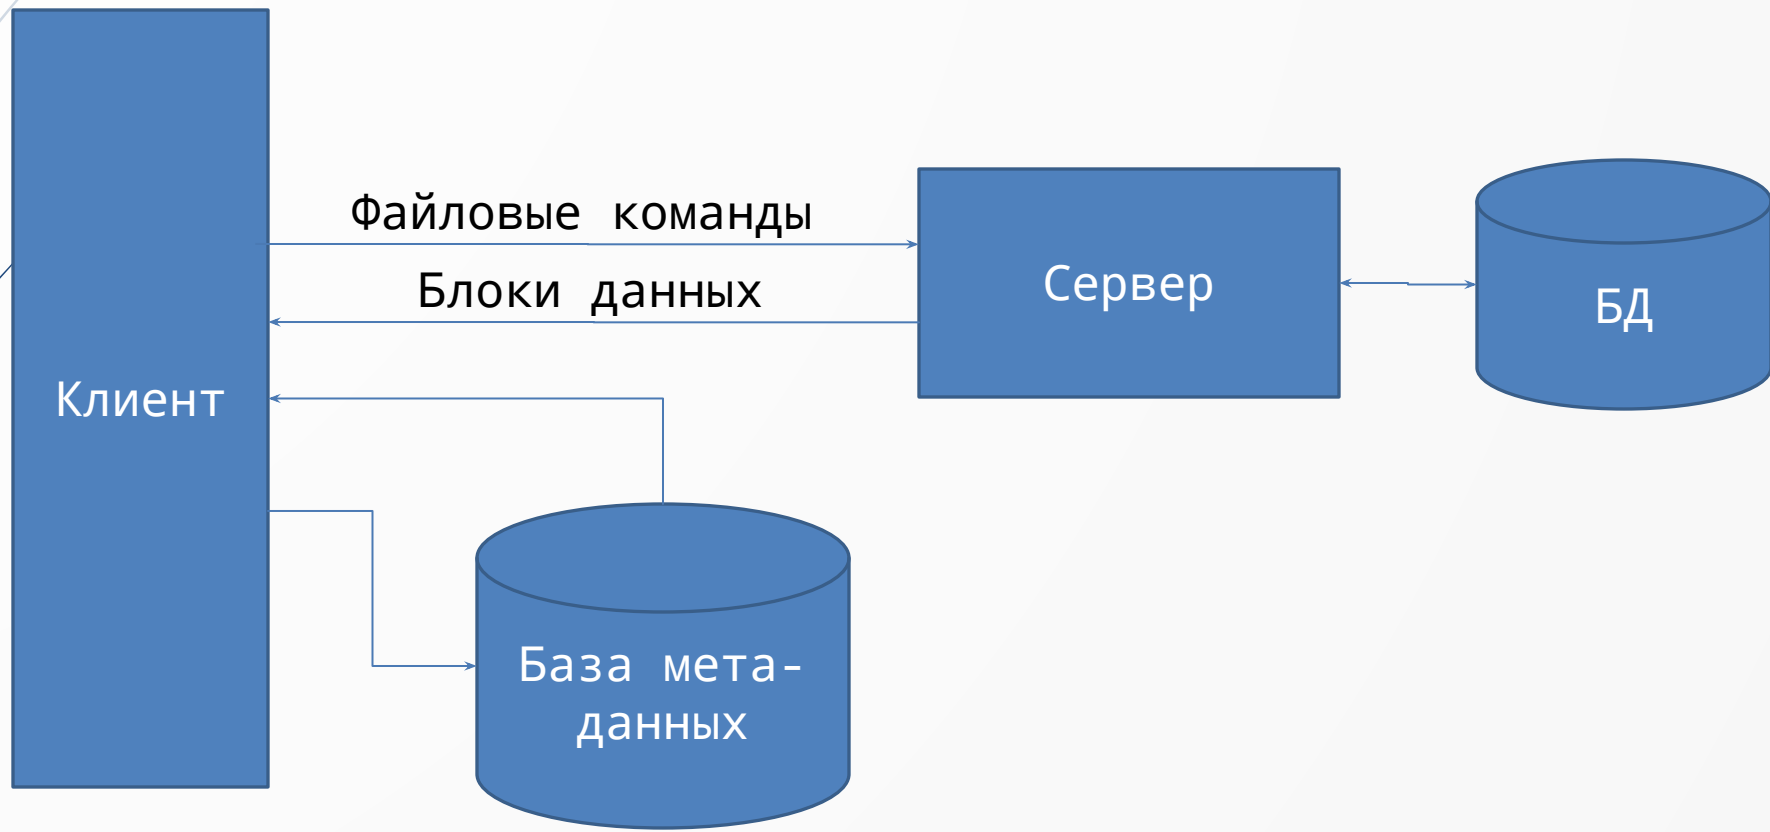 Файловые команды
Блоки данных
Сервер
БД
Клиент
База мета-
данных